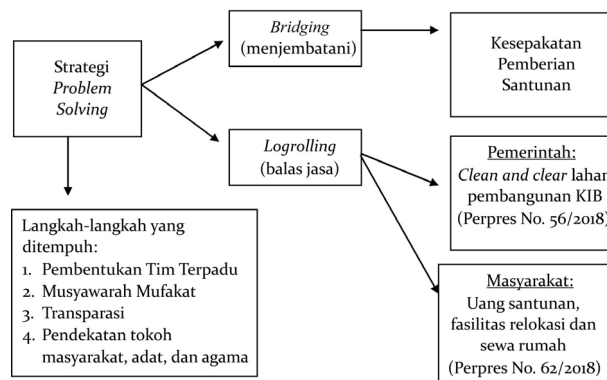 Strategi
Problem
Solving
Bridging
(menjembatani)
Kesepakatan
Pemberian
Santunan
Logrolling
(balas jasa)
Pemerintah:
Clean and clear lahan
pembangunan KIB
(Perpres No. 56/2018)
Masyarakat:
Uang santunan,
fasilitas relokasi dan
sewa rumah
(Perpres No. 62/2018)
Langkah-langkah yang
ditempuh:
1. Pembentukan Tim Terpadu
2. Musyawarah Mufakat
3. Transparasi
4. Pendekatan tokoh
masyarakat, adat, dan agama